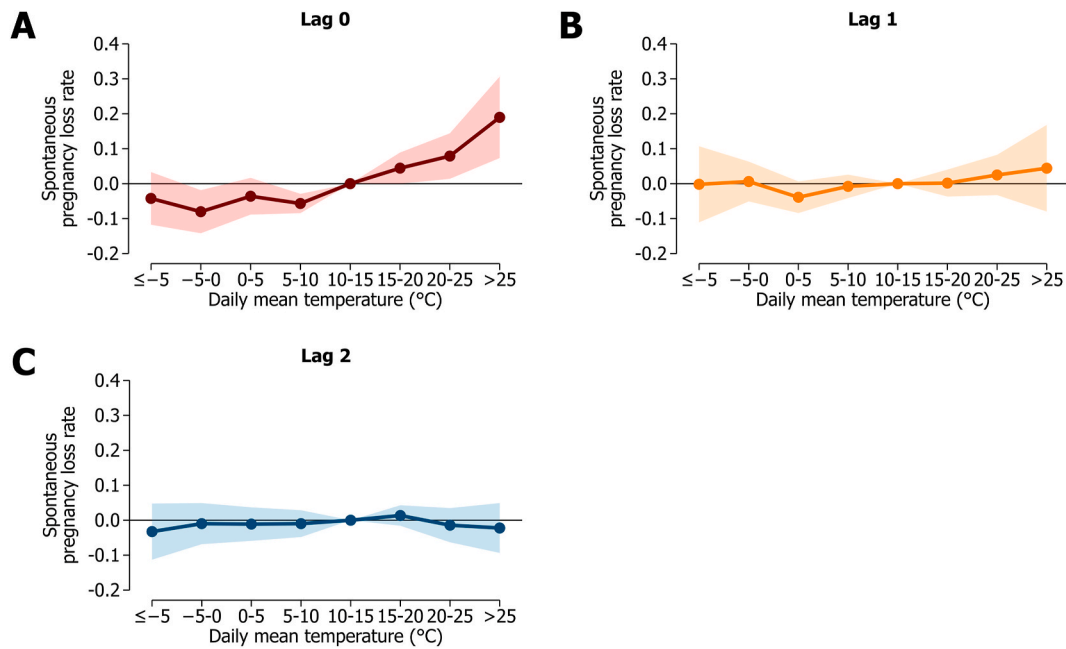 A
Lag 0
Spontaneous
pregnancy loss rate
0.4
0.3
0.2
0.1
0.0
-0.1
-0.2
≤−5 −5-0 0-5 5-10 10-15 15-20 20-25 >25
Daily mean temperature (°C)
B
Lag 1
Spontaneous
pregnancy loss rate
0.4
0.3
0.2
0.1
0.0
-0.1
-0.2
≤−5 −5-0 0-5 5-10 10-15 15-20 20-25 >25
Daily mean temperature (°C)
C
Lag 2
Spontaneous
pregnancy loss rate
0.4
0.3
0.2
0.1
0.0
-0.1
-0.2
≤−5 −5-0 0-5 5-10 10-15 15-20 20-25 >25
Daily mean temperature (°C)